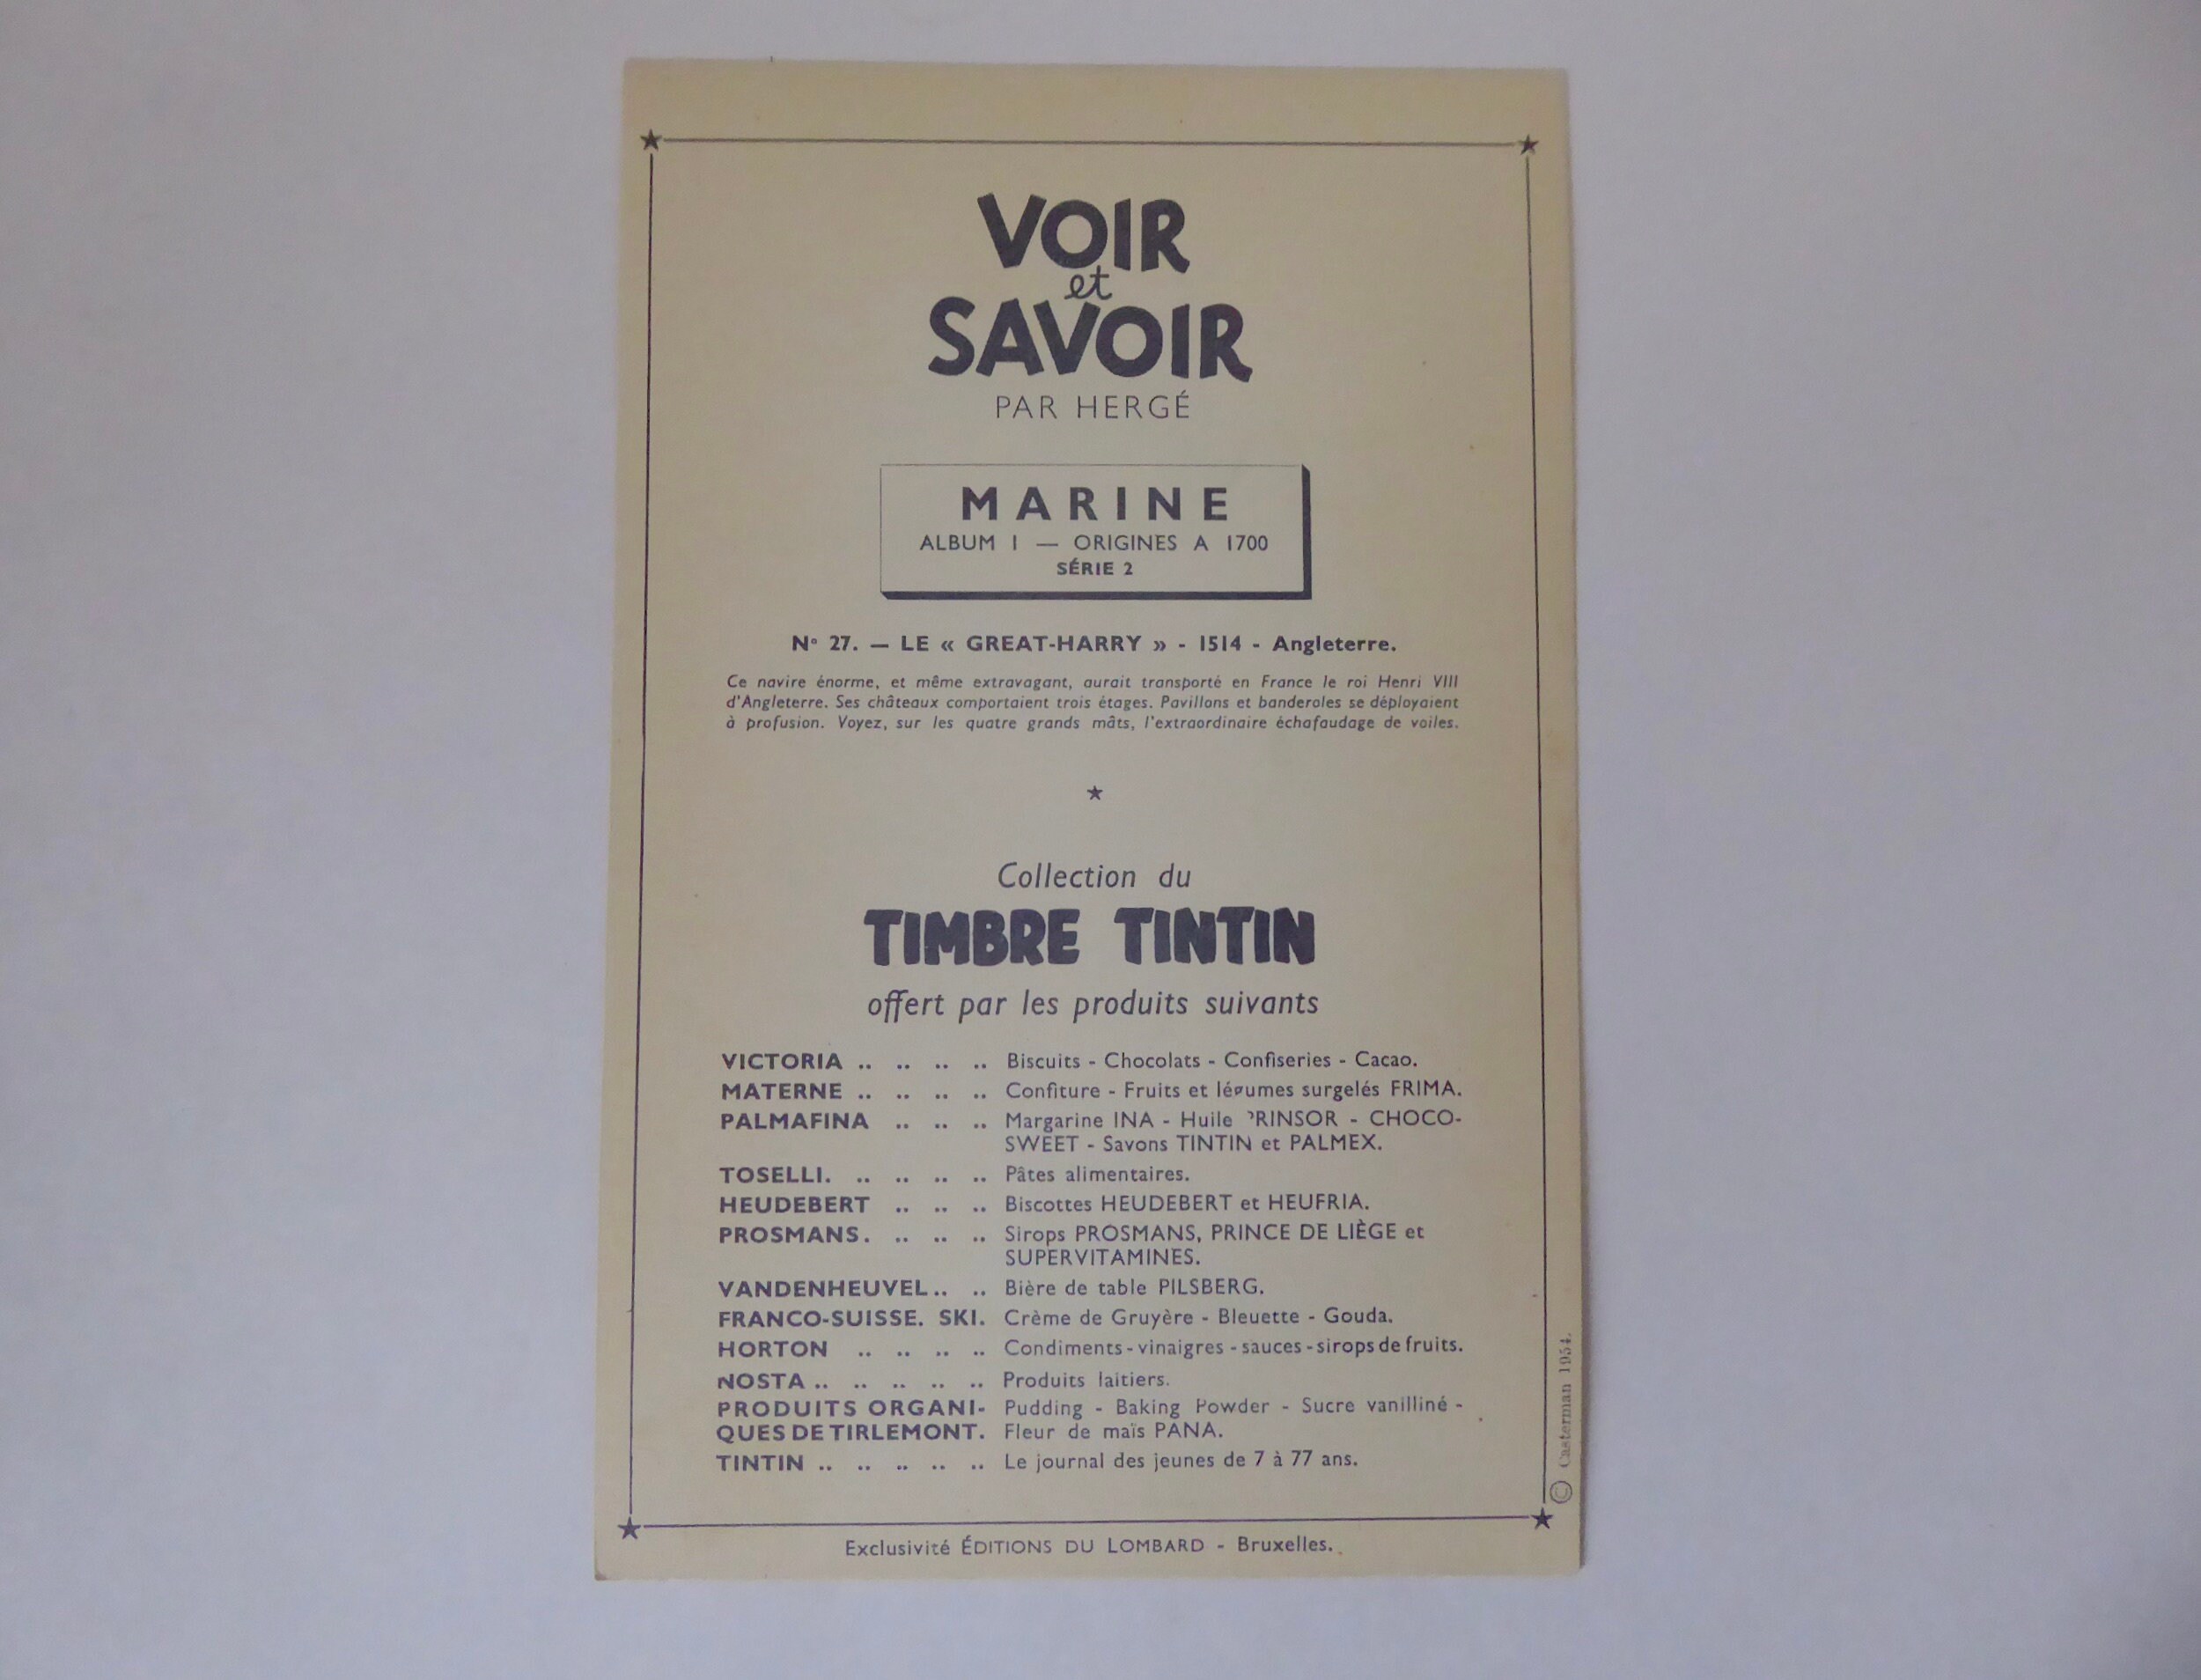 VOIR
et
SAVOIR
PAR HERGÉ
MARINE
ALBUM I — ORIGINES A 1700
SÉRIE 2
N° 27. — LE « GREAT-HARRY » - 1514 - Angleterre.
Ce navire énorme, et même extravagant, aurait transporté en France le roi Henri VIII
d'Angleterre. Ses châteaux comportaient trois étages. Pavillons et banderoles se déployaient
à profusion. Voyez, sur les quatre grands mâts, l'extraordinaire échafaudage de voiles.
Collection du
TIMBRE TINTIN
offert par les produits suivants
VICTORIA .. .. .. .. Biscuits - Chocolats - Confiseries - Cacao.
MATERNE .. .. .. .. Confiture - Fruits et légumes surgelés FRIMA.
PALMAFINA .. .. .. Margarine INA - Huile PRINSOR - CHOCO-
SWEET - Savons TINTIN et PALMEX.
TOSELLI. .. .. .. .. Pâtes alimentaires.
HEUDEBERT .. .. .. Biscottes HEUDEBERT et HEUFRIA.
PROSMANS. .. .. .. Sirops PROSMANS, PRINCE DE LIÈGE et
SUPERVITAMINES.
VANDENHEUVEL.. .. Bière de table PILSBERG.
FRANCO-SUISSE. SKI. Crème de Gruyère - Bleuette - Gouda.
HORTON .. .. .. .. Condiments - vinaigres - sauces - sirops de fruits.
NOSTA .. .. .. .. .. Produits laitiers.
PRODUITS ORGANI- Pudding - Baking Powder - Sucre vanilliné -
QUES DE TIRLEMONT. Fleur de maïs PANA.
TINTIN .. .. .. .. .. Le journal des jeunes de 7 à 77 ans.
© Casterman 1954.
Exclusivité ÉDITIONS DU LOMBARD - Bruxelles.